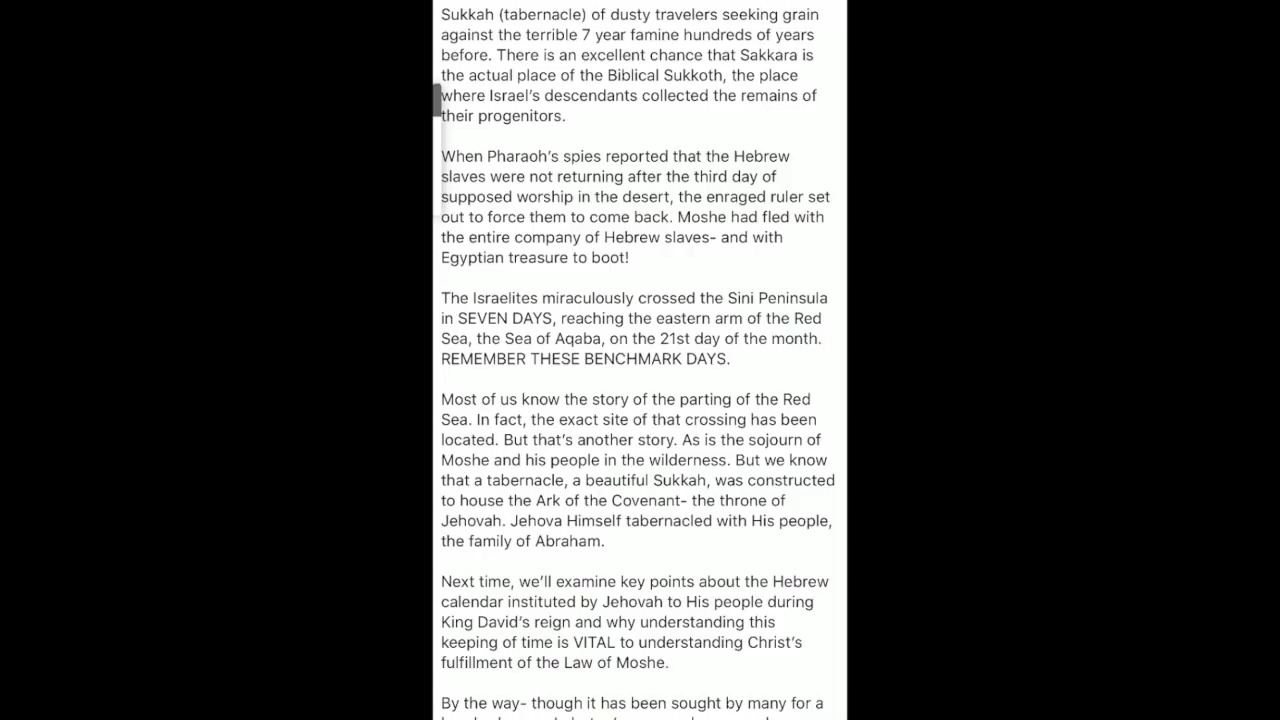 Sukkah (tabernacle) of dusty travelers seeking grain
against the terrible 7 year famine hundreds of years
before. There is an excellent chance that Sakkara is
the actual place of the Biblical Sukkoth, the place
where Israel's descendants collected the remains of
their progenitors.
When Pharaoh's spies reported that the Hebrew
slaves were not returning after the third day of
supposed worship in the desert, the enraged ruler set
out to force them to come back. Moshe had fled with
the entire company of Hebrew slaves- and with
Egyptian treasure to boot!
The Israelites miraculously crossed the Sini Peninsula
in SEVEN DAYS, reaching the eastern arm of the Red
Sea, the Sea of Aqaba, on the 21st day of the month.
REMEMBER THESE BENCHMARK DAYS.
Most of us know the story of the parting of the Red
Sea. In fact, the exact site of that crossing has been
located. But that's another story. As is the sojourn of
Moshe and his people in the wilderness. But we know
that a tabernacle, a beautiful Sukkah, was constructed
to house the Ark of the Covenant- the throne of
Jehovah. Jehova Himself tabernacled with His people,
the family of Abraham.
Next time, we'll examine key points about the Hebrew
calendar instituted by Jehovah to His people during
King David's reign and why understanding this
keeping of time is VITAL to understanding Christ's
fulfillment of the Law of Moshe.
By the way- though it has been sought by many for a